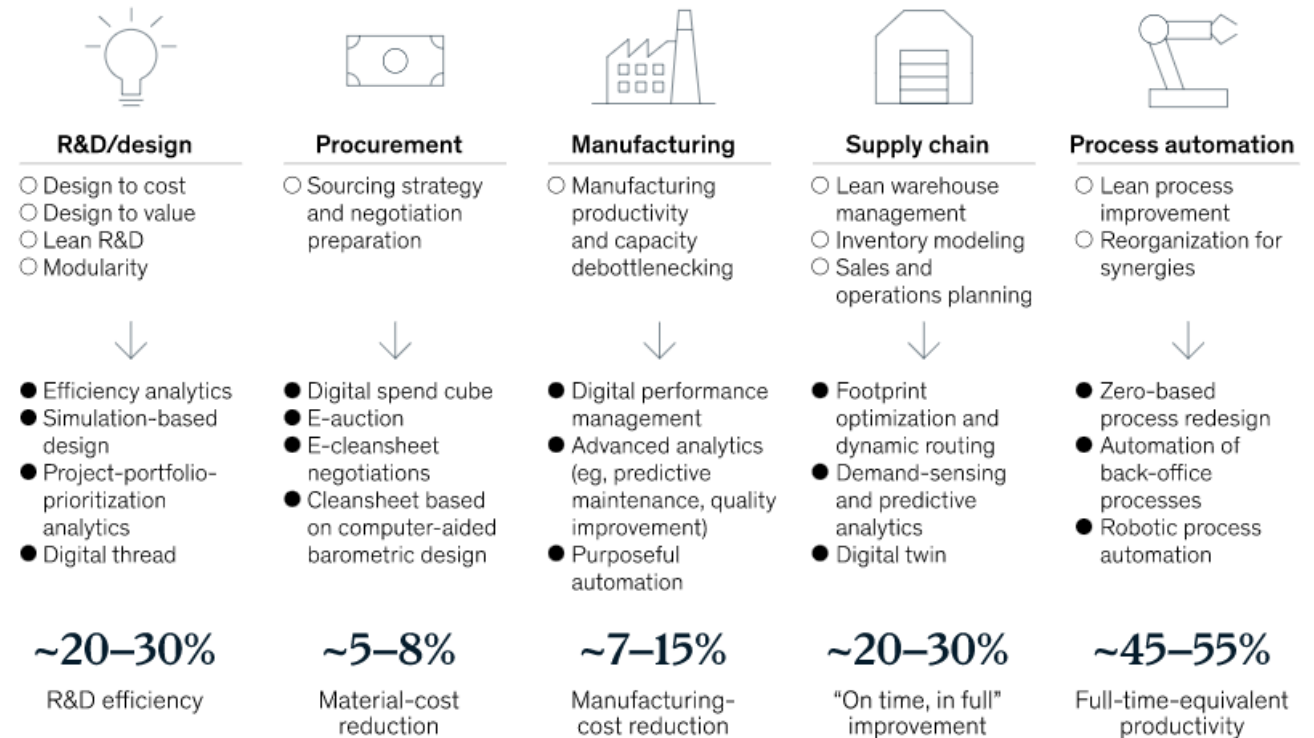 R&D/design
Design to cost
Design to value
Lean R&D
Modularity
Efficiency analytics
Simulation-based
design
Project-portfolio-
prioritization
analytics
Digital thread
~20–30%
R&D efficiency
Procurement
Sourcing strategy
and negotiation
preparation
Digital spend cube
E-auction
E-cleansheet
negotiations
Cleansheet based
on computer-aided
barometric design
~5–8%
Material-cost
reduction
Manufacturing
Manufacturing
productivity
and capacity
debottlenecking
Digital performance
management
Advanced analytics
(eg, predictive
maintenance, quality
improvement)
Purposeful
automation
~7–15%
Manufacturing-
cost reduction
Supply chain
Lean warehouse
management
Inventory modeling
Sales and
operations planning
Footprint
optimization and
dynamic routing
Demand-sensing
and predictive
analytics
Digital twin
~20–30%
“On time, in full”
improvement
Process automation
Lean process
improvement
Reorganization for
synergies
Zero-based
process redesign
Automation of
back-office
processes
Robotic process
automation
~45–55%
Full-time-equivalent
productivity